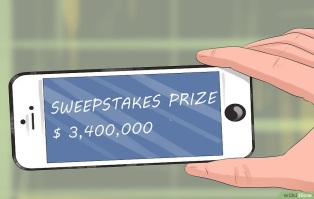 SWEEPSTAKES PRIZE
$ 3,400,000
wikiHow